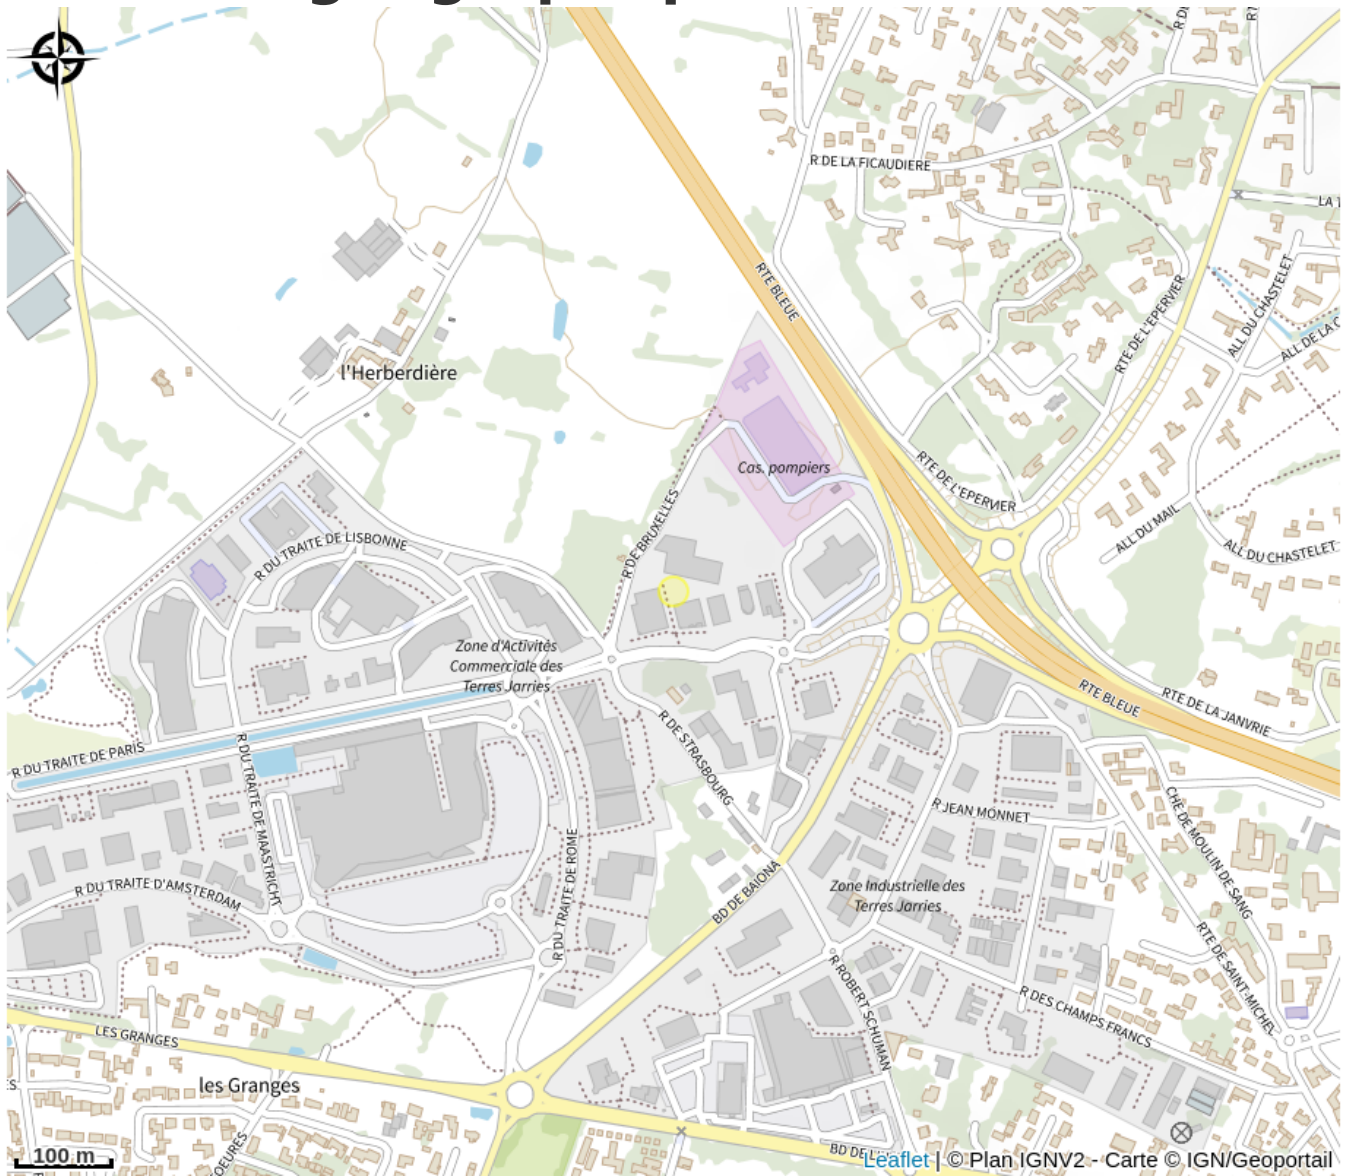 R DE LA FICAUDIERE
LA
RTE BLEUE
RTE DE L'EPERVIER
ALL DU CHASTELET
ALL DE LA C
l'Herberdière
Cas. pompiers
RTE DE L'EPERVIER
R DE BRUXELLES
ALL DU MAIL
ALL DU CHASTELET
R DU TRAITE DE LISBONNE
Zone d'Activités
Commerciale des
Terres Jarries
RTE BLEUE
RTE DE LA JANVRIE
R DU TRAITE DE PARIS
R DU TRAITE DE MAASTRICHT
R DE STRASBOURG
R JEAN MONNET
CHE DE MOULIN DE SANG
R DU TRAITE DE ROME
R DU TRAITE D'AMSTERDAM
BD DE BAIONA
Zone Industrielle des
Terres Jarries
RTE DE SAINT-MICHEL
R ROBERT SCHUMAN
R DES CHAMPS FRANCS
LES GRANGES
les Granges
OEURES
100 m
BD DE L
Leaflet | © Plan IGNV2 - Carte © IGN/Geoportail